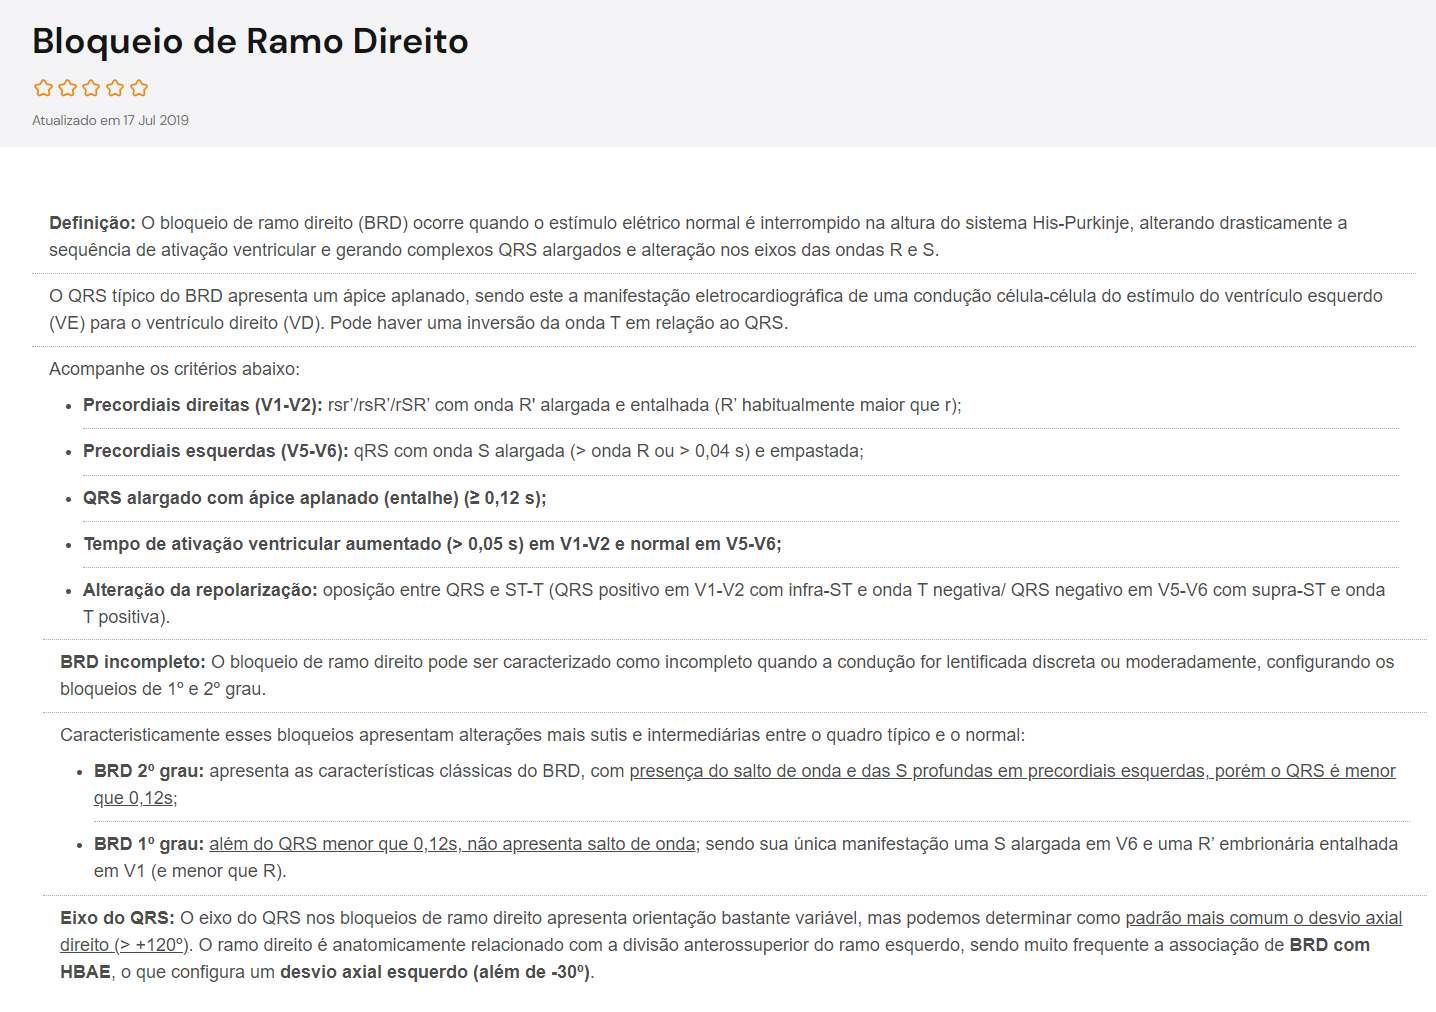 Bloqueio de Ramo Direito
Atualizado em 17 Jul 2019
Definição: O bloqueio de ramo direito (BRD) ocorre quando o estímulo elétrico normal é interrompido na altura do sistema His-Purkinje, alterando drasticamente a
sequência de ativação ventricular e gerando complexos QRS alargados e alteração nos eixos das ondas R e S.
O QRS típico do BRD apresenta um ápice aplanado, sendo este a manifestação eletrocardiográfica de uma condução célula-célula do estímulo do ventrículo esquerdo
(VE) para o ventrículo direito (VD). Pode haver uma inversão da onda T em relação ao QRS.
Acompanhe os critérios abaixo:
• Precordiais direitas (V1-V2): rsr’/rsR’/rSR’ com onda R' alargada e entalhada (R’ habitualmente maior que r);
• Precordiais esquerdas (V5-V6): qRS com onda S alargada (> onda R ou > 0,04 s) e empastada;
• QRS alargado com ápice aplanado (entalhe) (≥ 0,12 s);
• Tempo de ativação ventricular aumentado (> 0,05 s) em V1-V2 e normal em V5-V6;
• Alteração da repolarização: oposição entre QRS e ST-T (QRS positivo em V1-V2 com infra-ST e onda T negativa/ QRS negativo em V5-V6 com supra-ST e onda
T positiva).
BRD incompleto: O bloqueio de ramo direito pode ser caracterizado como incompleto quando a condução for lentificada discreta ou moderadamente, configurando os
bloqueios de 1º e 2º grau.
Caracteristicamente esses bloqueios apresentam alterações mais sutis e intermediárias entre o quadro típico e o normal:
• BRD 2º grau: apresenta as características clássicas do BRD, com presença do salto de onda e das S profundas em precordiais esquerdas, porém o QRS é menor
que 0,12s;
• BRD 1º grau: além do QRS menor que 0,12s, não apresenta salto de onda; sendo sua única manifestação uma S alargada em V6 e uma R’ embrionária entalhada
em V1 (e menor que R).
Eixo do QRS: O eixo do QRS nos bloqueios de ramo direito apresenta orientação bastante variável, mas podemos determinar como padrão mais comum o desvio axial
direito (> +120º). O ramo direito é anatomicamente relacionado com a divisão anterossuperior do ramo esquerdo, sendo muito frequente a associação de BRD com
HBAE, o que configura um desvio axial esquerdo (além de -30º).